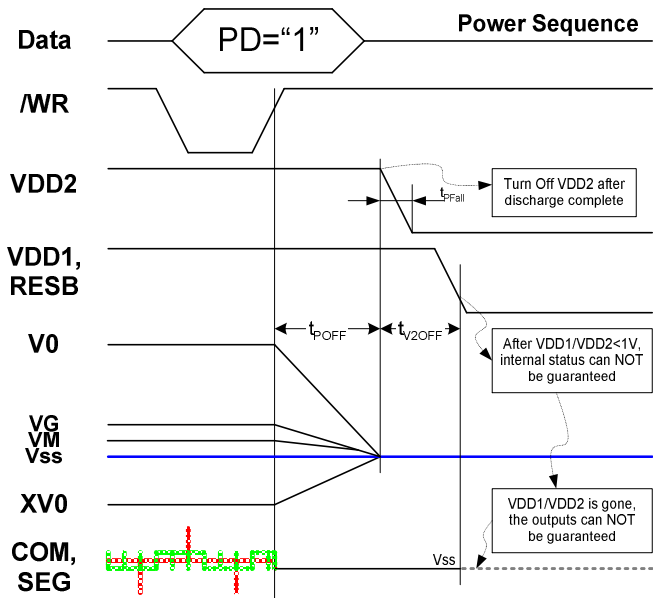 Power Sequence
Data
PD=“1”
/WR
VDD2
Turn Off VDD2 after
discharge complete
tPFall
VDD1,
RESB
tPOFF
tV2OFF
V0
After VDD1/VDD2<1V,
internal status can NOT
be guaranteed
VG
VM
Vss
XV0
VDD1/VDD2 is gone,
the outputs can NOT
be guaranteed
COM,
SEG
Vss